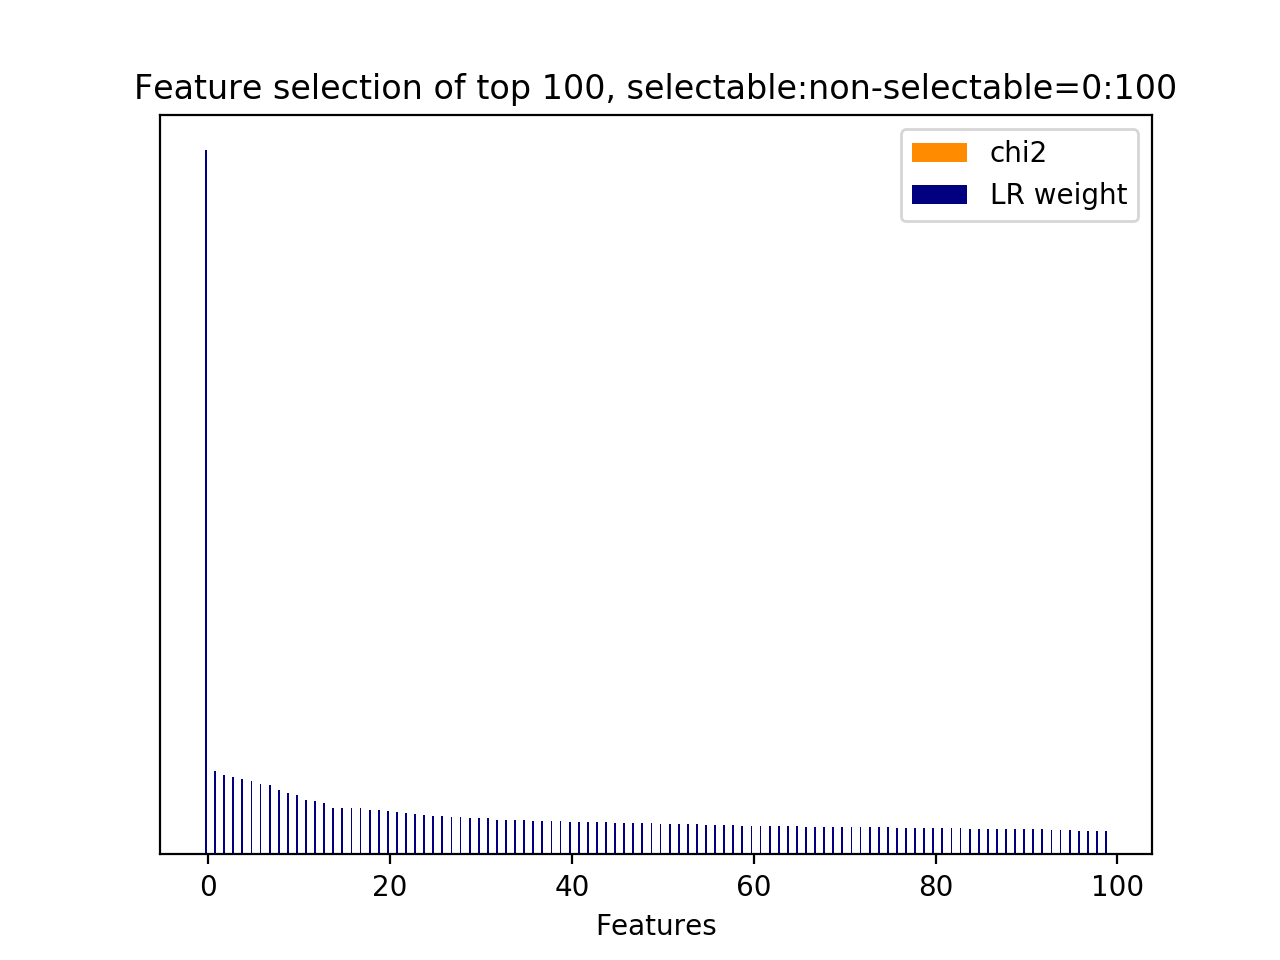 Feature selection of top 100, selectable:non-selectable=0:100
chi2
LR weight
0 20 40 60 80 100
Features